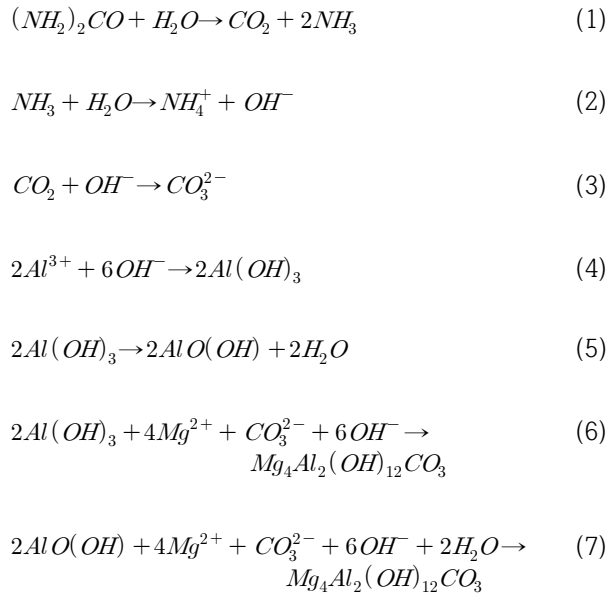 (NH₂)₂CO + H₂O → CO₂ + 2NH₃ (1)
NH₃ + H₂O → NH₄⁺ + OH⁻ (2)
CO₂ + OH⁻ → CO₃²⁻ (3)
2Al³⁺ + 6OH⁻ → 2Al(OH)₃ (4)
2Al(OH)₃ → 2AlO(OH) + 2H₂O (5)
2Al(OH)₃ + 4Mg²⁺ + CO₃²⁻ + 6OH⁻ → (6)
Mg₄Al₂(OH)₁₂CO₃
2AlO(OH) + 4Mg²⁺ + CO₃²⁻ + 6OH⁻ + 2H₂O → (7)
Mg₄Al₂(OH)₁₂CO₃